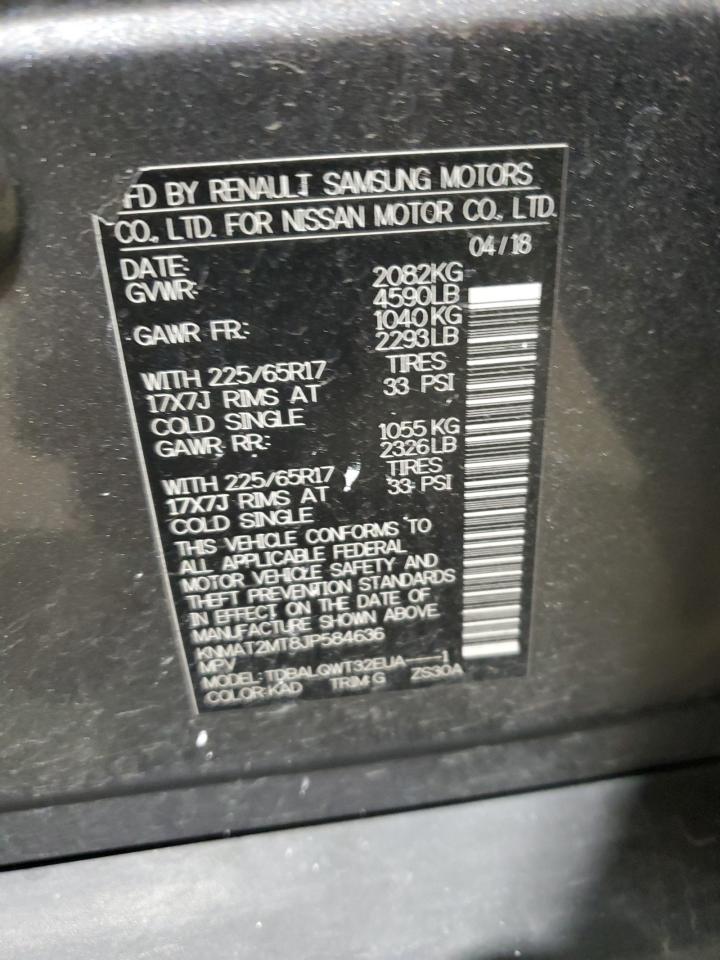 FD BY RENAULT SAMSUNG MOTORS
CO., LTD. FOR NISSAN MOTOR CO., LTD.
DATE: 04/18
GVWR: 2082KG
4590LB
GAWR FR: 1040KG
2293LB
WITH 225/65R17 TIRES
17X7J RIMS AT 33 PSI
COLD SINGLE
GAWR RR: 1055KG
2326LB
WITH 225/65R17 TIRES
17X7J RIMS AT 33 PSI
COLD SINGLE
THIS VEHICLE CONFORMS TO
ALL APPLICABLE FEDERAL
MOTOR VEHICLE SAFETY AND
THEFT PREVENTION STANDARDS
IN EFFECT ON THE DATE OF
MANUFACTURE SHOWN ABOVE.
KNMAT2MT8JP584636
MPV
MODEL: TDBALQWT32EUA----1
COLOR:KAD TRIM:G ZS30A